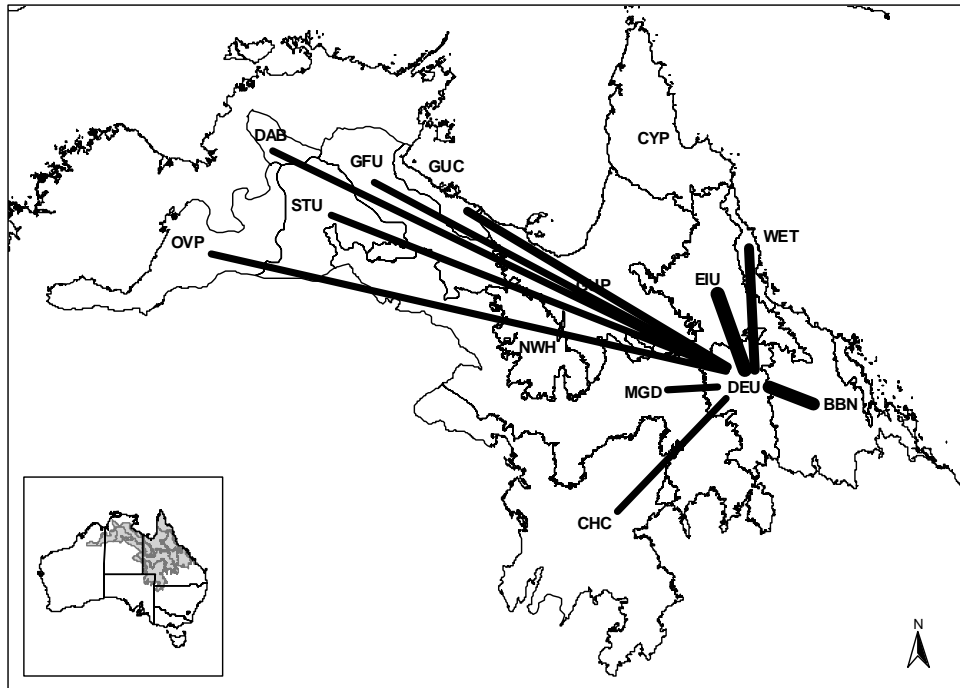 DAB
CYP
GFU
GUC
STU
OVP
WET
EIU
NWH
DEU
MGD
BBN
CHC
N